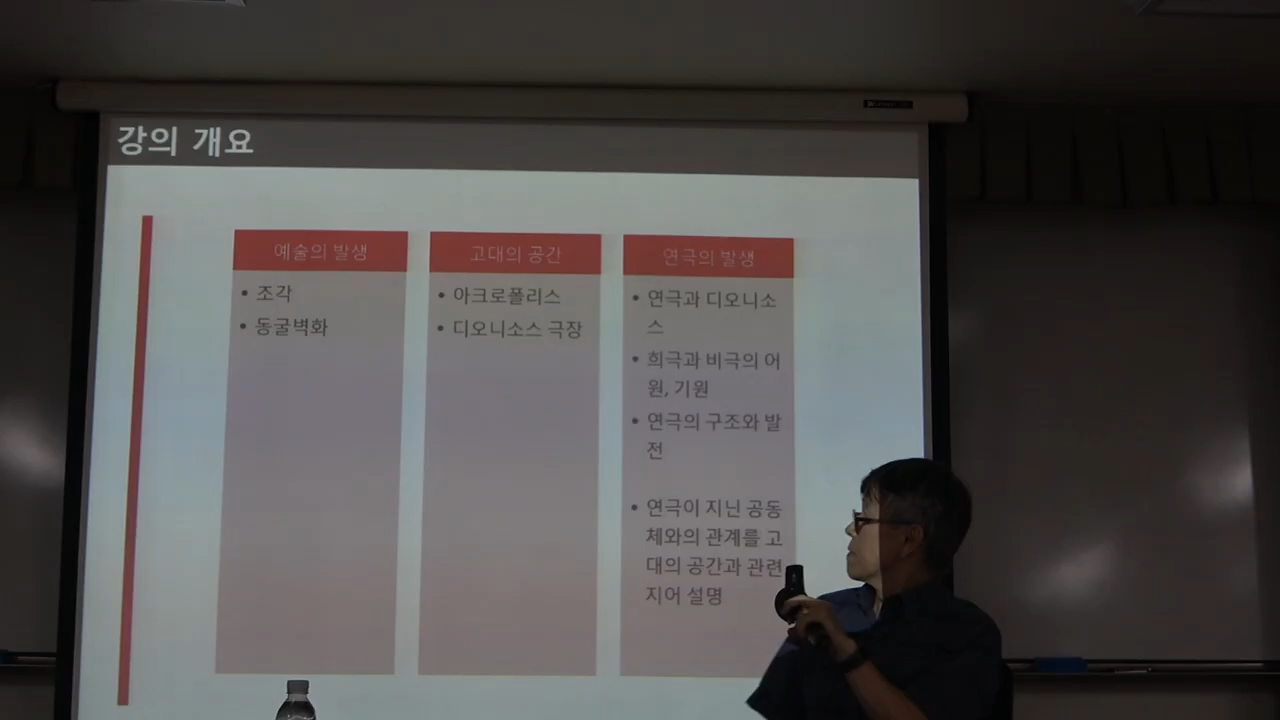 강의 개요
예술의 발생
• 조각
• 동굴벽화
고대의 공간
• 아크로폴리스
• 디오니소스 극장
연극의 발생
• 연극과 디오니소
스
• 희극과 비극의 어
원, 기원
• 연극의 구조와 발
전
• 연극이 지닌 공동
체와의 관계를 고
대의 공간과 관련
지어 설명